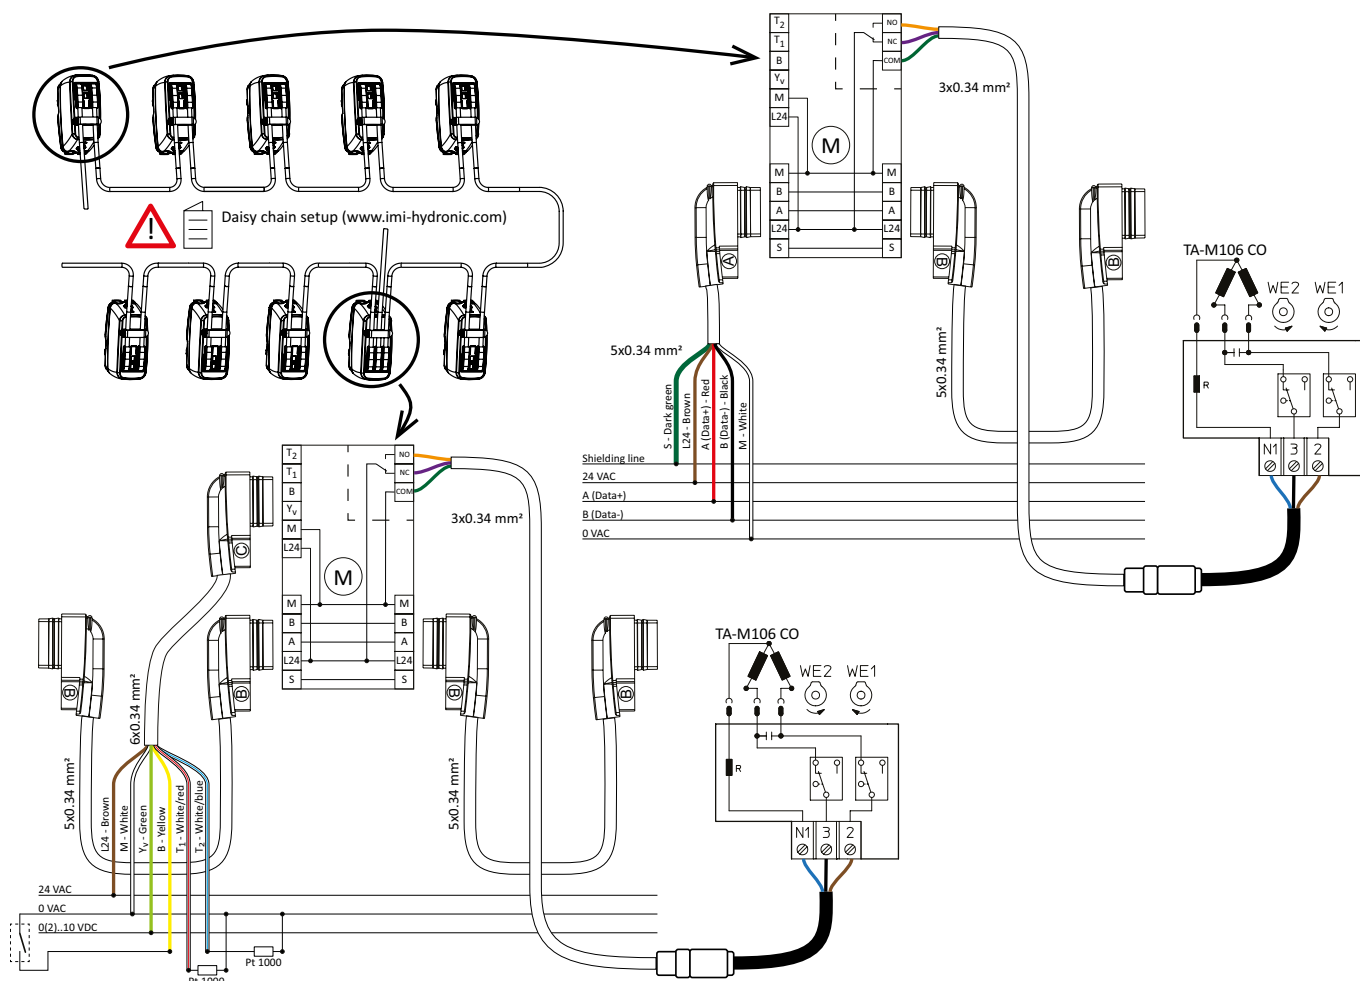 T2
T1
B
Yv
M
L24
NO
NC
COM
3x0.34 mm²
M
M
B
A
L24
S
M
B
A
L24
S
Daisy chain setup (www.imi-hydronic.com)
A
B
B
5x0.34 mm²
5x0.34 mm²
S - Dark green
L24 - Brown
A (Data+) - Red
B (Data-) - Black
M - White
Shielding line
24 VAC
A (Data+)
B (Data-)
0 VAC
TA-M106 CO
WE2
WE1
R
N1
3
2
T2
T1
B
Yv
M
L24
NO
NC
COM
3x0.34 mm²
M
M
B
A
L24
S
M
B
A
L24
S
C
B
B
B
B
6x0.34 mm²
5x0.34 mm²
5x0.34 mm²
L24 - Brown
M - White
Yv - Green
B - Yellow
T1 - White/red
T2 - White/blue
24 VAC
0 VAC
0(2)..10 VDC
Pt 1000
Pt 1000
TA-M106 CO
WE2
WE1
R
N1
3
2